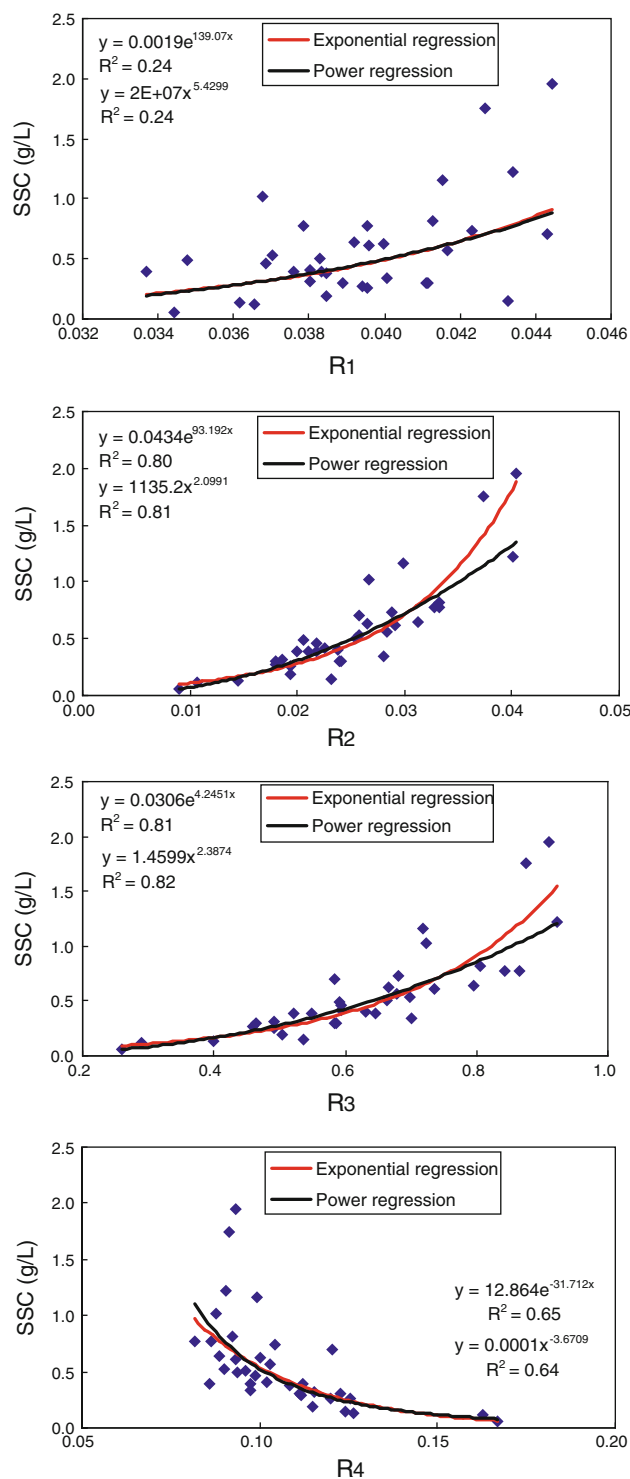 y = 0.0019e^139.07x
R² = 0.24
y = 2E+07x^5.4299
R² = 0.24
Exponential regression
Power regression
SSC (g/L)
2.5
2.0
1.5
1.0
0.5
0.0
0.032 0.034 0.036 0.038 0.040 0.042 0.044 0.046
R1
y = 0.0434e^93.192x
R² = 0.80
y = 1135.2x^2.0991
R² = 0.81
Exponential regression
Power regression
SSC (g/L)
2.5
2.0
1.5
1.0
0.5
0.0
0.00 0.01 0.02 0.03 0.04 0.05
R2
y = 0.0306e^4.2451x
R² = 0.81
y = 1.4599x^2.3874
R² = 0.82
Exponential regression
Power regression
SSC (g/L)
2.5
2.0
1.5
1.0
0.5
0.0
0.2 0.4 0.6 0.8 1.0
R3
Exponential regression
Power regression
y = 12.864e^-31.712x
R² = 0.65
y = 0.0001x^-3.6709
R² = 0.64
SSC (g/L)
2.5
2.0
1.5
1.0
0.5
0.0
0.05 0.10 0.15 0.20
R4